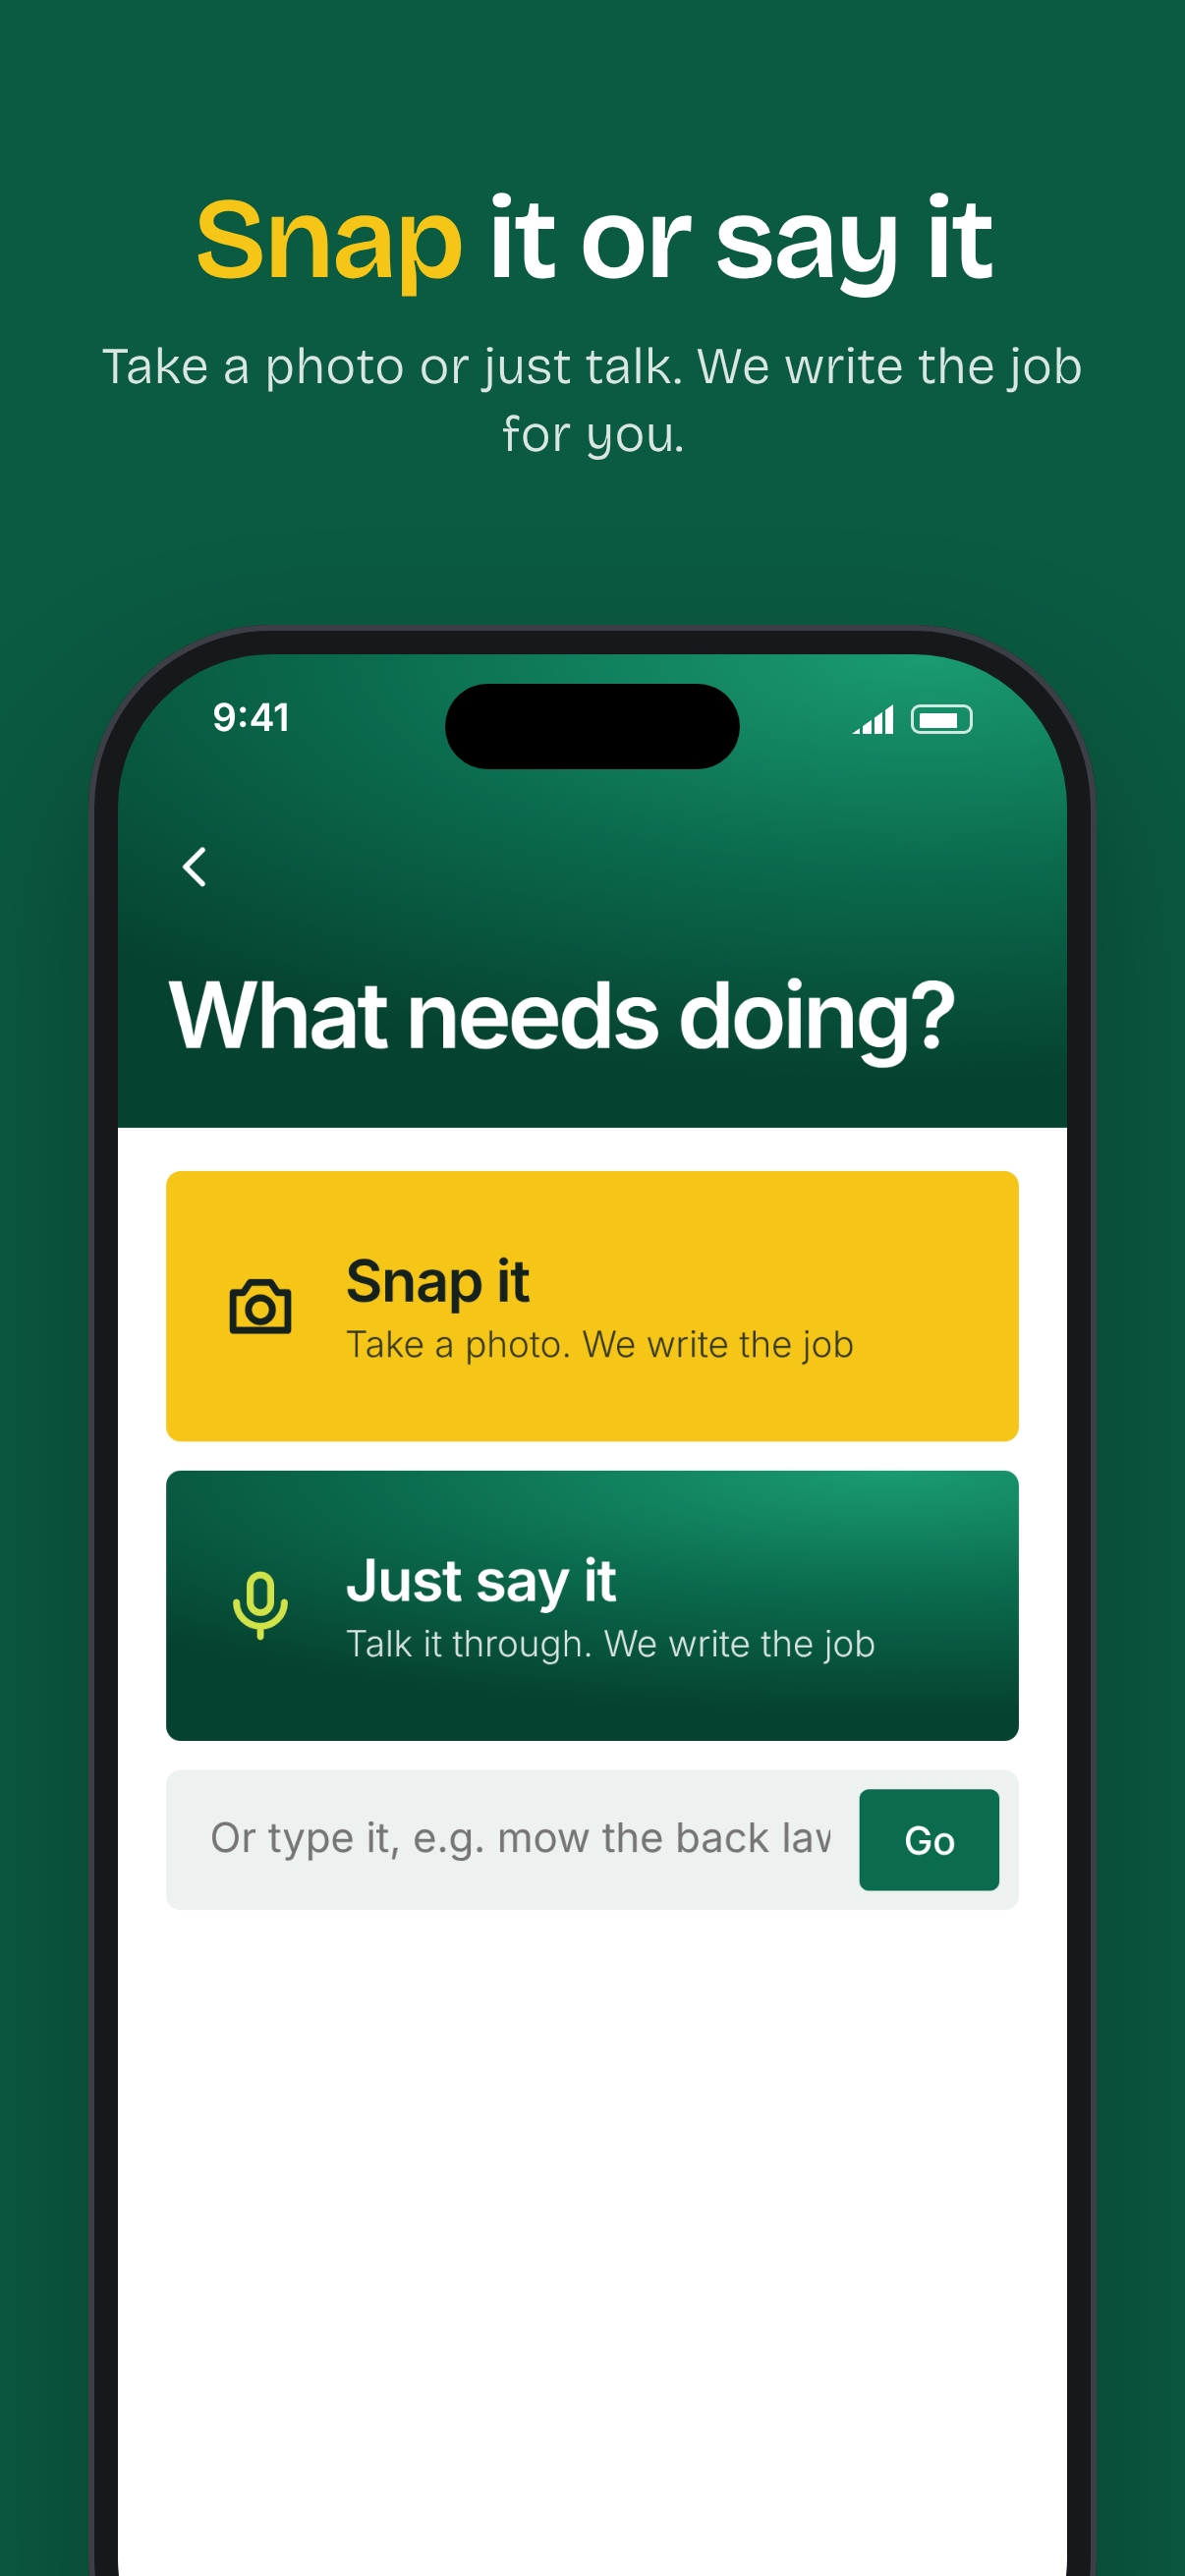 Snap it or say it
Take a photo or just talk. We write the job
for you.
9:41
What needs doing?
Snap it
Take a photo. We write the job
Just say it
Talk it through. We write the job
Or type it, e.g. mow the back law
Go